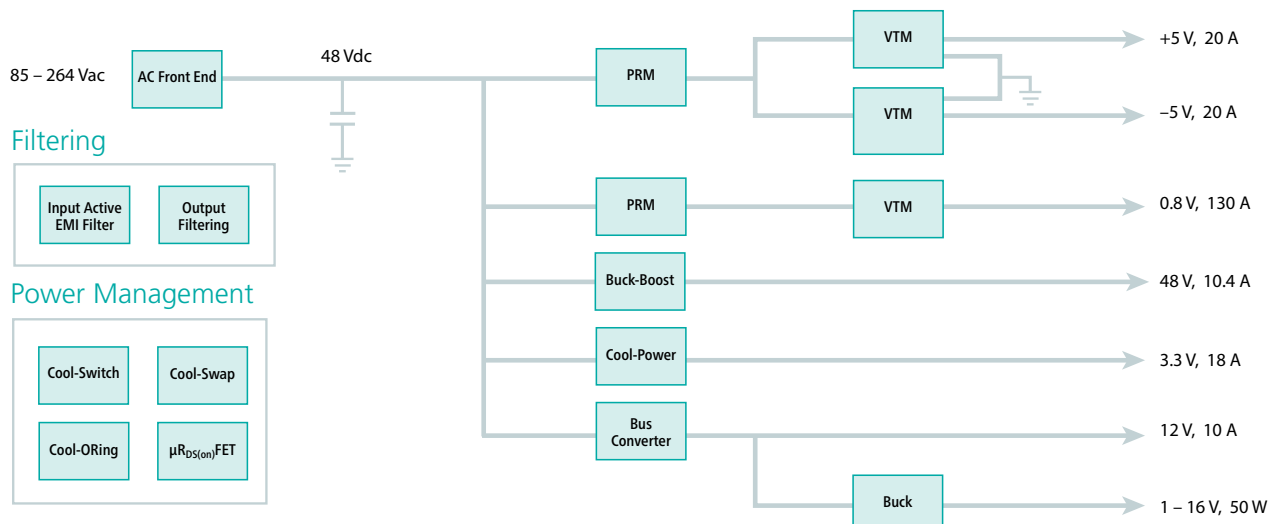 85 – 264 Vac
AC Front End
48 Vdc
PRM
VTM
+5 V, 20 A
VTM
–5 V, 20 A
Filtering
Input Active
EMI Filter
Output
Filtering
PRM
VTM
0.8 V, 130 A
Buck-Boost
48 V, 10.4 A
Power Management
Cool-Switch
Cool-Swap
Cool-ORing
µRDS(on)FET
Cool-Power
3.3 V, 18 A
Bus
Converter
12 V, 10 A
Buck
1 – 16 V, 50 W